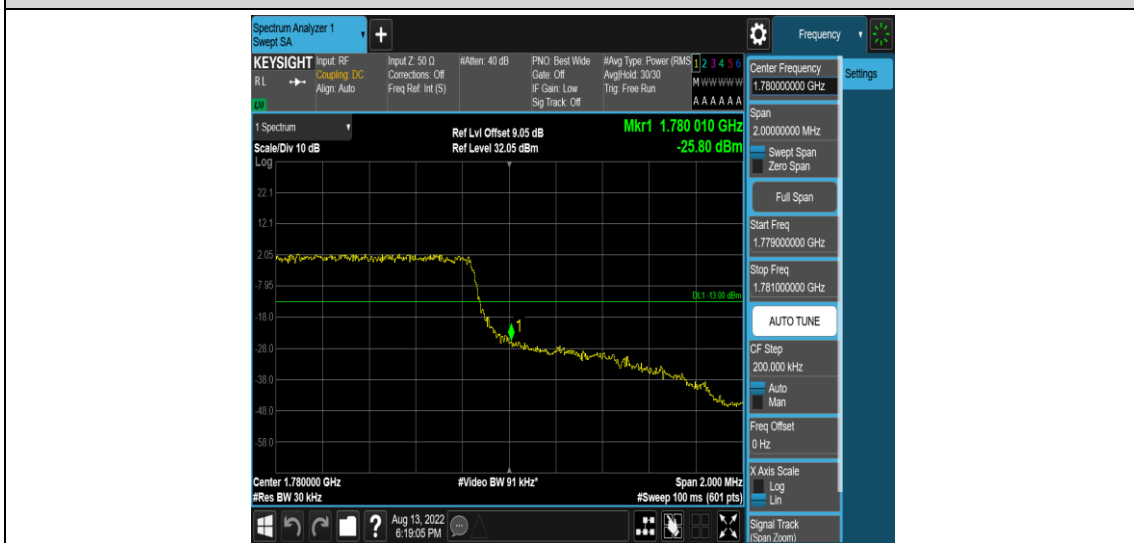 Spectrum Analyzer 1
Swept SA
+
Frequency
KEYSIGHT
RL
LXI
Input: RF
Coupling: DC
Align: Auto
Input Z: 50 Ω
Corrections: Off
Freq Ref: Int (S)
#Atten: 40 dB
PNO: Best Wide
Gate: Off
IF Gain: Low
Sig Track: Off
#Avg Type: Power (RMS
Avg|Hold: 30/30
Trig: Free Run
1 2 3 4 5 6
M W W W W W
A A A A A A
1 Spectrum
Scale/Div 10 dB
Log
Ref Lvl Offset 9.05 dB
Ref Level 32.05 dBm
Mkr1 1.780 010 GHz
-25.80 dBm
22.1
12.1
2.05
-7.95
DL1 -13.00 dBm
-18.0
1
-28.0
-38.0
-48.0
-58.0
Center 1.780000 GHz
#Res BW 30 kHz
#Video BW 91 kHz*
Span 2.000 MHz
#Sweep 100 ms (601 pts)
?
Aug 13, 2022
6:19:05 PM
Center Frequency
1.780000000 GHz
Settings
Span
2.00000000 MHz
Swept Span
Zero Span
Full Span
Start Freq
1.779000000 GHz
Stop Freq
1.781000000 GHz
AUTO TUNE
CF Step
200.000 kHz
Auto
Man
Freq Offset
0 Hz
X Axis Scale
Log
Lin
Signal Track
(Span Zoom)